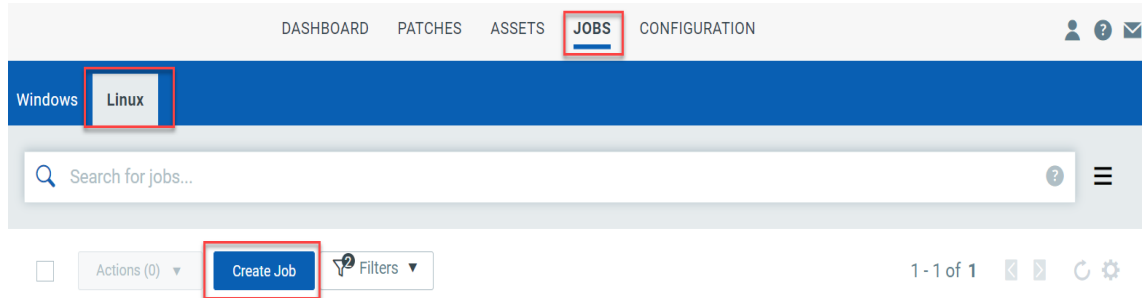 DASHBOARD PATCHES ASSETS JOBS CONFIGURATION ?
Windows Linux
Search for jobs... ?
Actions (0) ▼ Create Job 2 Filters ▼ 1 - 1 of 1